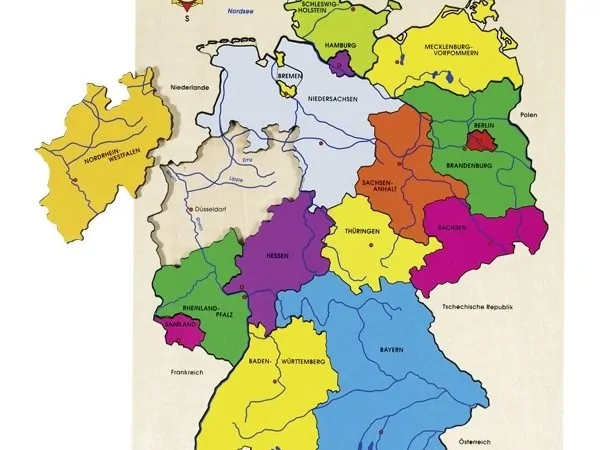 S
Nordsee
SCHLESWIG-
HOLSTEIN
HAMBURG
MECKLENBURG-
VORPOMMERN
Niederlande
BREMEN
NIEDERSACHSEN
Polen
BERLIN
BRANDENBURG
NORDRHEIN-
WESTFALEN
Ems
Lippe
Rhein
Düsseldorf
SACHSEN-
ANHALT
SACHSEN
THÜRINGEN
HESSEN
RHEINLAND-
PFALZ
SAARLAND
Tschechische Republik
Frankreich
BADEN-
WÜRTTEMBERG
BAYERN
Österreich